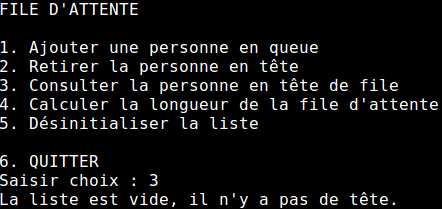 FILE D'ATTENTE
1. Ajouter une personne en queue
2. Retirer la personne en tête
3. Consulter la personne en tête de file
4. Calculer la longueur de la file d'attente
5. Désinitialiser la liste
6. QUITTER
Saisir choix : 3
La liste est vide, il n'y a pas de tête.